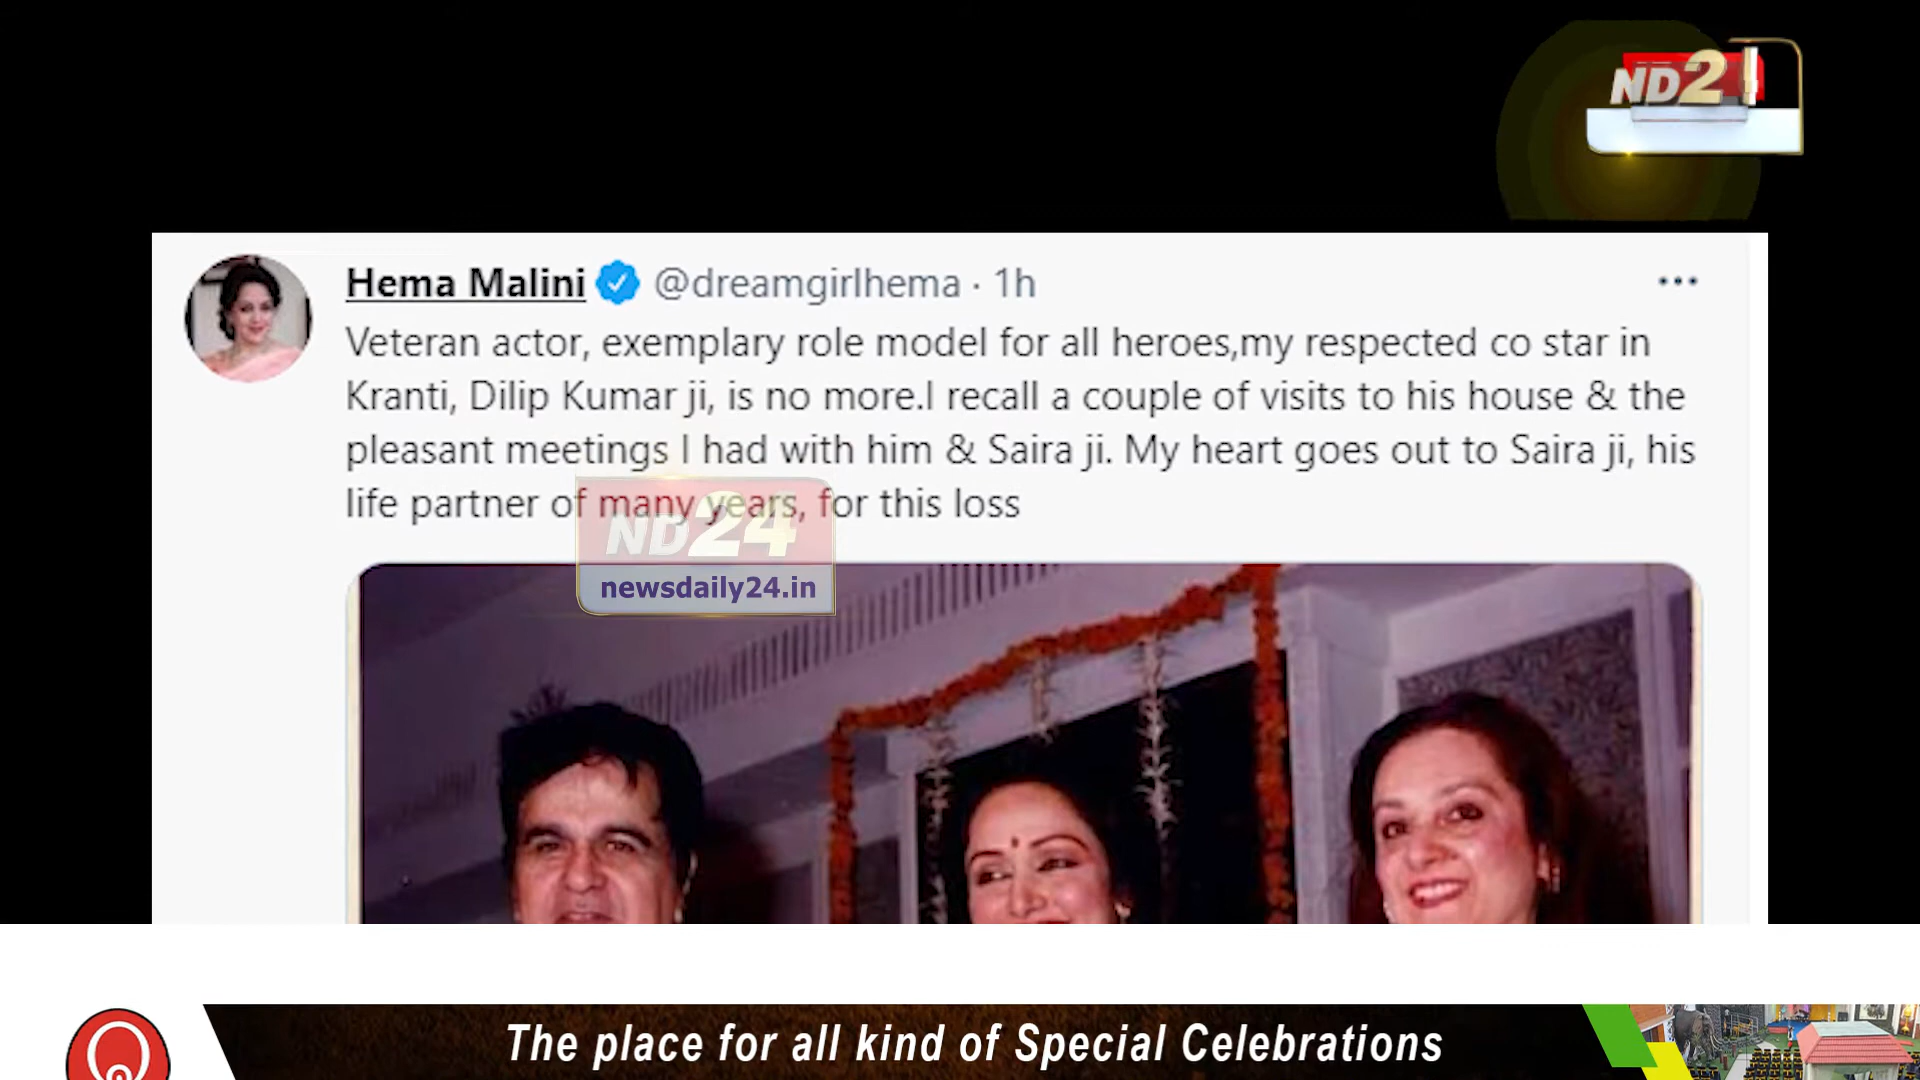 ND2
Hema Malini @dreamgirlhema · 1h
Veteran actor, exemplary role model for all heroes,my respected co star in
Kranti, Dilip Kumar ji, is no more.I recall a couple of visits to his house & the
pleasant meetings I had with him & Saira ji. My heart goes out to Saira ji, his
life partner of many years, for this loss
ND24
newsdaily24.in
The place for all kind of Special Celebrations